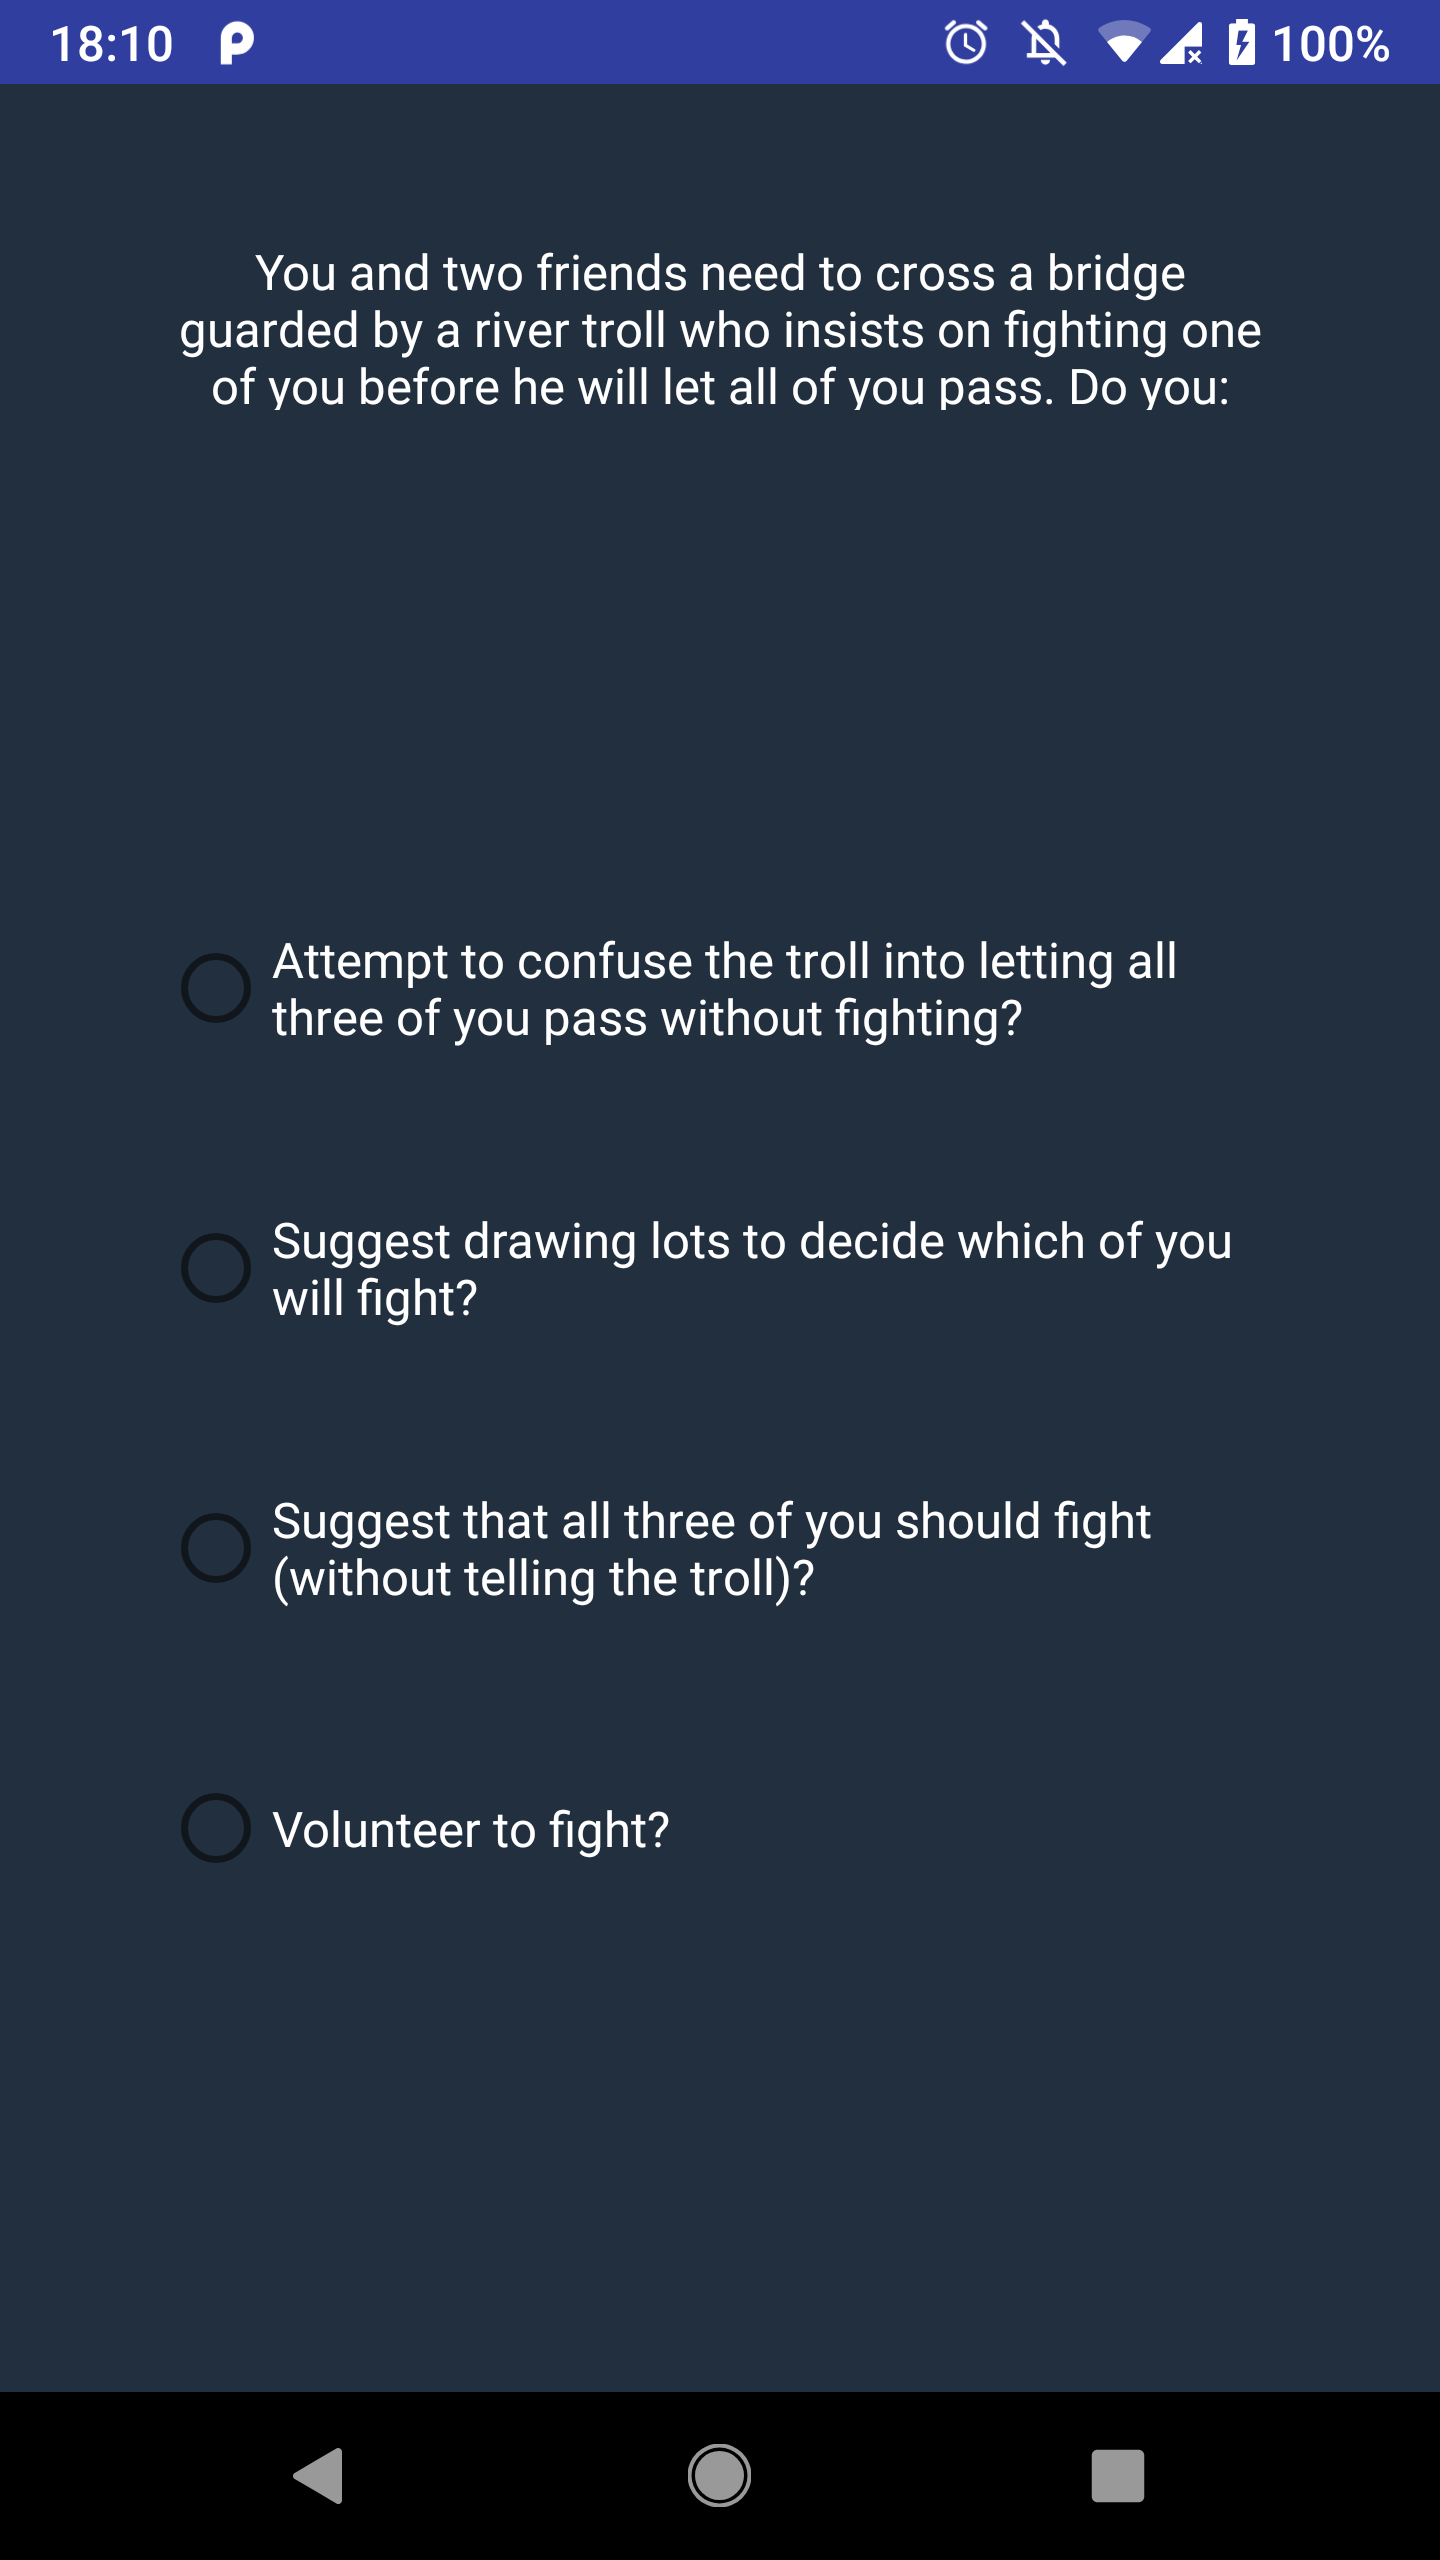 18:10
100%
You and two friends need to cross a bridge
guarded by a river troll who insists on fighting one
of you before he will let all of you pass. Do you:
Attempt to confuse the troll into letting all
three of you pass without fighting?
Suggest drawing lots to decide which of you
will fight?
Suggest that all three of you should fight
(without telling the troll)?
Volunteer to fight?